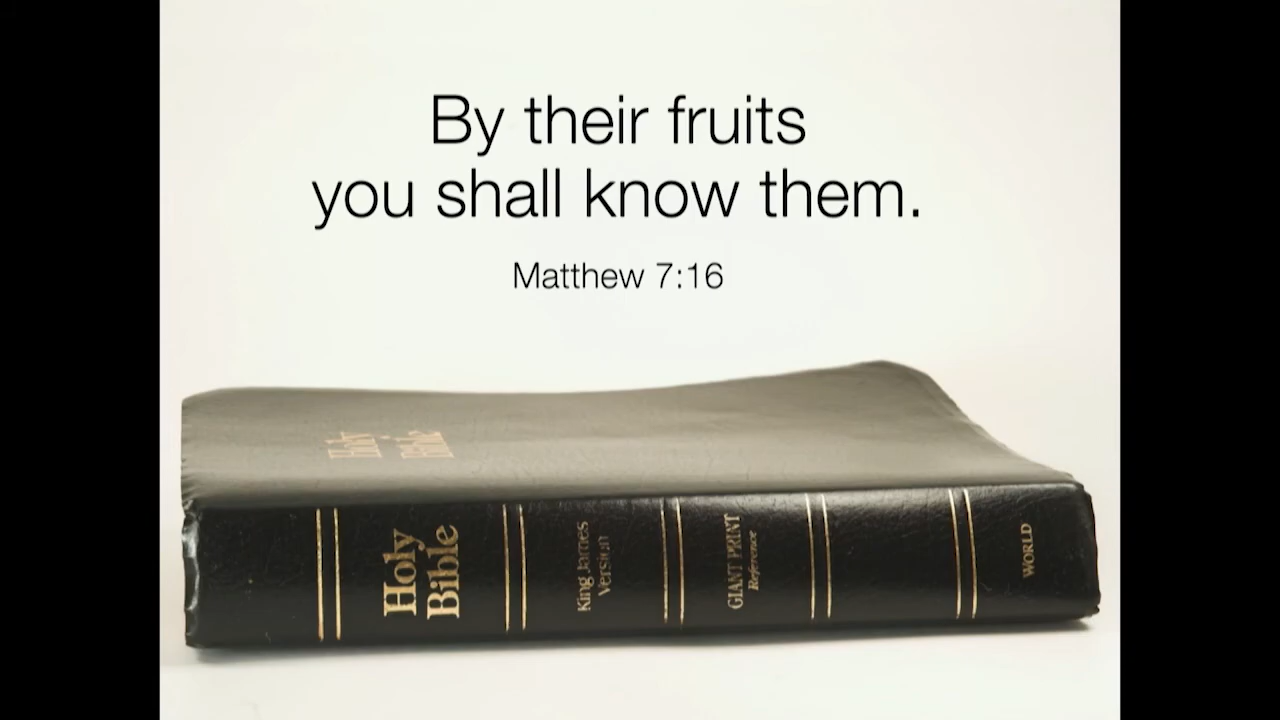 By their fruits
you shall know them.
Matthew 7:16
Holy
Bible
Holy
Bible
King James
Version
GIANT PRINT
Reference
WORLD